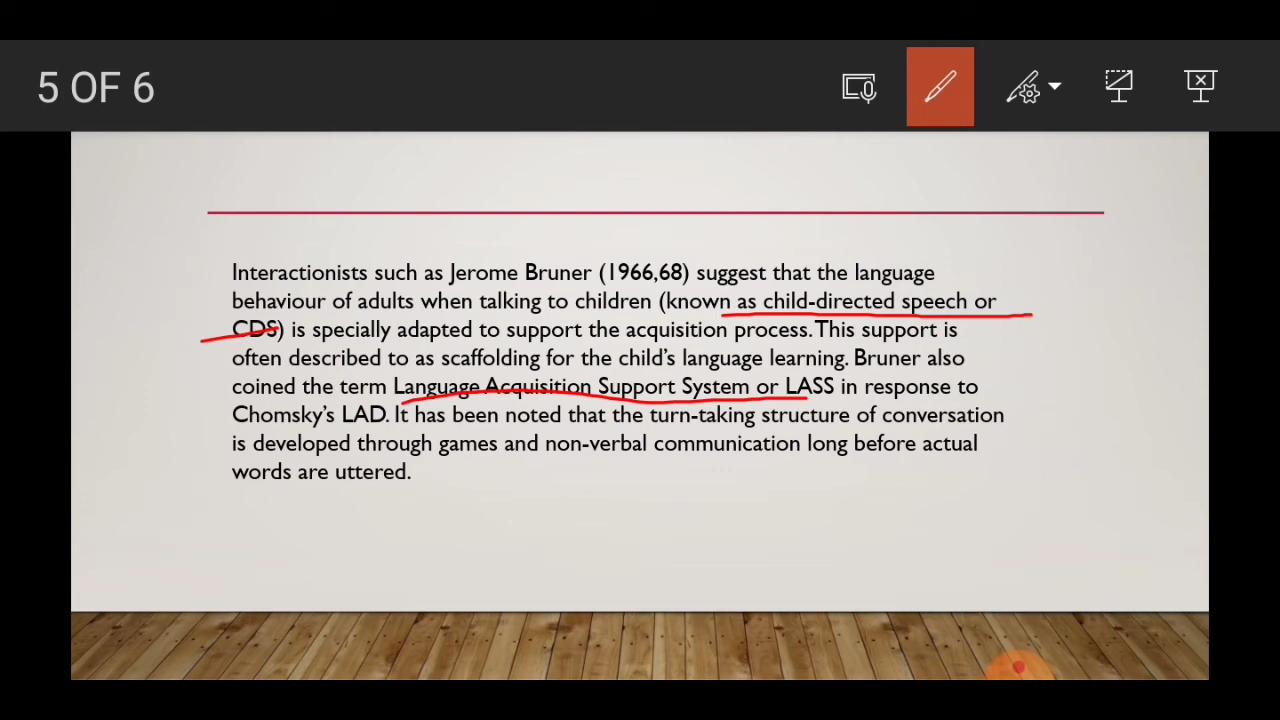 5 OF 6
Interactionists such as Jerome Bruner (1966,68) suggest that the language
behaviour of adults when talking to children (known as child-directed speech or
CDS) is specially adapted to support the acquisition process. This support is
often described to as scaffolding for the child's language learning. Bruner also
coined the term Language Acquisition Support System or LASS in response to
Chomsky's LAD. It has been noted that the turn-taking structure of conversation
is developed through games and non-verbal communication long before actual
words are uttered.